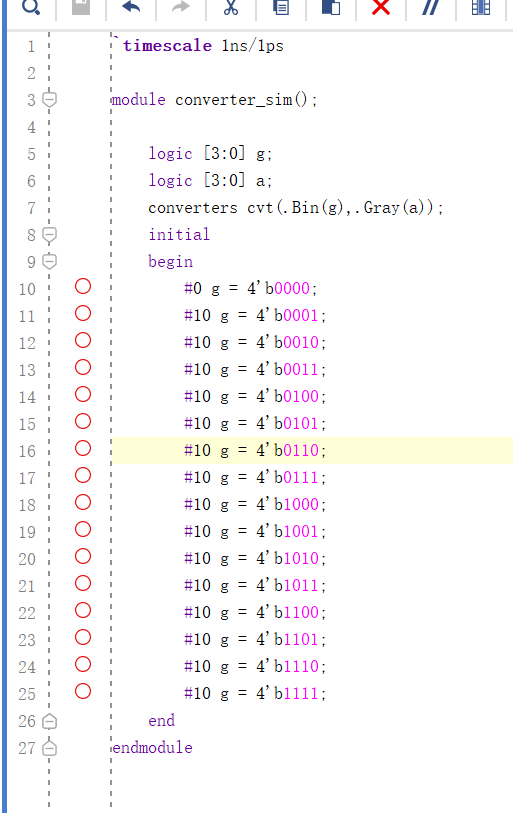 1 `timescale 1ns/1ps
2
3 module converter_sim();
4
5 logic [3:0] g;
6 logic [3:0] a;
7 converters cvt(.Bin(g),.Gray(a));
8 initial
9 begin
10 #0 g = 4'b0000;
11 #10 g = 4'b0001;
12 #10 g = 4'b0010;
13 #10 g = 4'b0011;
14 #10 g = 4'b0100;
15 #10 g = 4'b0101;
16 #10 g = 4'b0110;
17 #10 g = 4'b0111;
18 #10 g = 4'b1000;
19 #10 g = 4'b1001;
20 #10 g = 4'b1010;
21 #10 g = 4'b1011;
22 #10 g = 4'b1100;
23 #10 g = 4'b1101;
24 #10 g = 4'b1110;
25 #10 g = 4'b1111;
26 end
27 endmodule